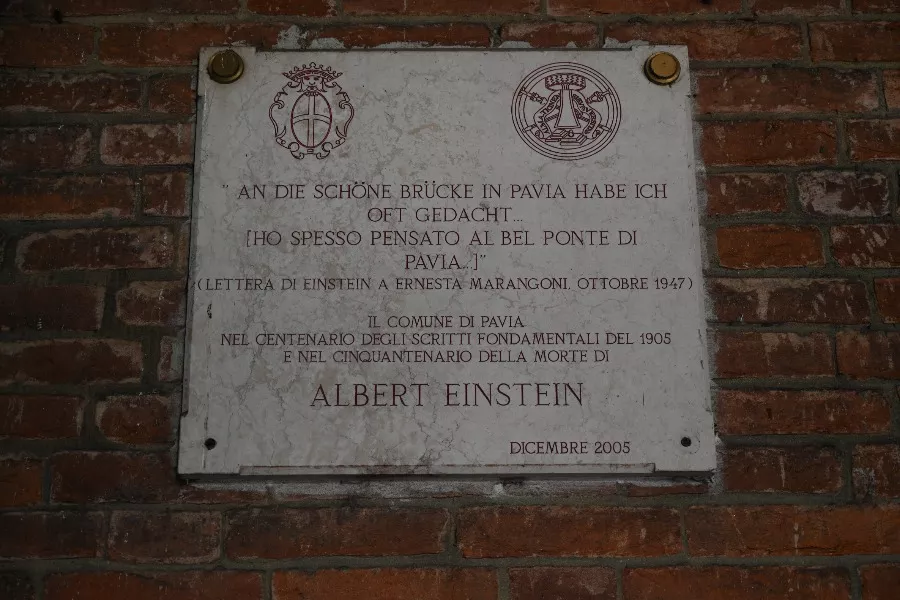 " AN DIE SCHÖNE BRÜCKE IN PAVIA HABE ICH
OFT GEDACHT...
[HO SPESSO PENSATO AL BEL PONTE DI
PAVIA...]"
(LETTERA DI EINSTEIN A ERNESTA MARANGONI, OTTOBRE 1947)
IL COMUNE DI PAVIA
NEL CENTENARIO DEGLI SCRITTI FONDAMENTALI DEL 1905
E NEL CINQUANTENARIO DELLA MORTE DI
ALBERT EINSTEIN
DICEMBRE 2005